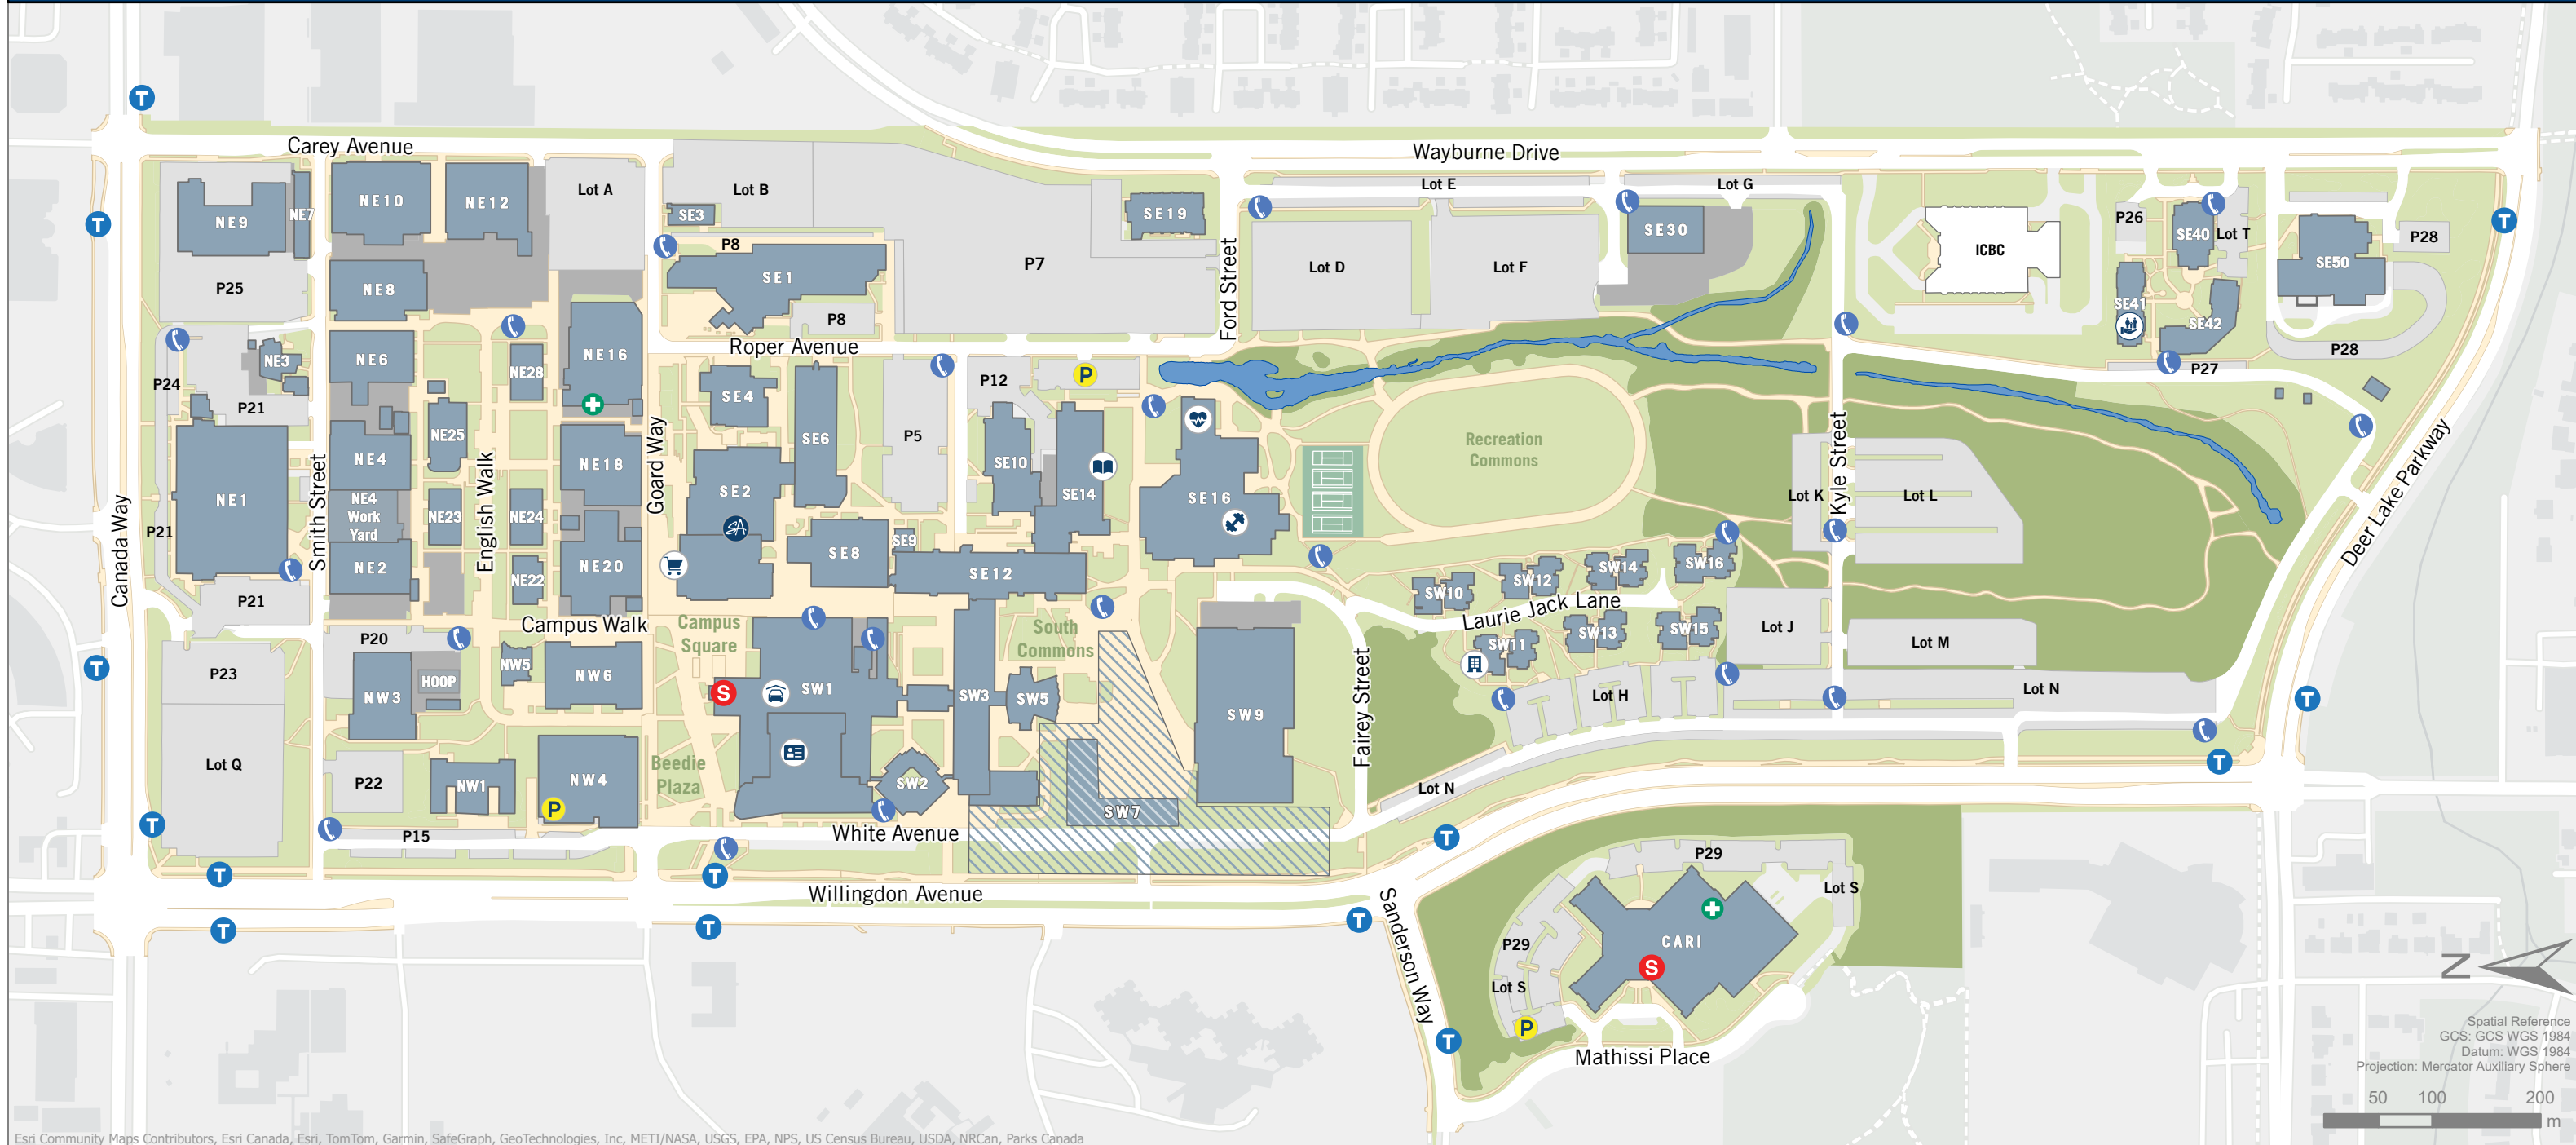 T
Carey Avenue
Wayburne Drive
NE9
NE7
NE10
NE12
Lot A
Lot B
SE3
SE19
Lot E
Lot G
P26
SE40
Lot T
T
T
P8
SE30
ICBC
P28
SE50
P25
NE8
SE1
P7
Ford Street
Lot D
Lot F
P8
SE41
SE42
P28
Roper Avenue
NE3
NE6
NE28
NE16
P24
P21
SE4
P12
P
P27
SE6
P5
NE25
NE4
NE18
Goard Way
SE2
SE10
SE14
SE16
Recreation
Commons
Kyle Street
Lot K
Lot L
Deer Lake Parkway
Canada Way
NE1
Smith Street
NE4
Work
Yard
NE23
English Walk
NE24
SA
P21
SE9
SE8
SE12
NE2
NE22
NE20
SW10
SW12
SW14
SW16
P21
Laurie Jack Lane
Campus Walk
P20
Campus
Square
South
Commons
SW11
SW13
SW15
Lot J
Lot M
T
P23
NW3
HOOP
NW5
NW6
S
SW1
SW3
SW5
SW9
Fairey Street
Lot H
Lot N
T
Lot Q
P22
NW1
NW4
P
Beedie
Plaza
SW2
SW7
Lot N
T
T
P15
White Avenue
T
T
T
Willingdon Avenue
T
T
T
Sanderson Way
P29
Lot S
CARI
P29
S
Lot S
P
T
Mathissi Place
N
Spatial Reference
GCS: GCS WGS 1984
Datum: WGS 1984
Projection: Mercator Auxiliary Sphere
50 100 200
m
Esri Community Maps Contributors, Esri Canada, Esri, TomTom, Garmin, SafeGraph, GeoTechnologies, Inc, METI/NASA, USGS, EPA, NPS, US Census Bureau, USDA, NRCan, Parks Canada